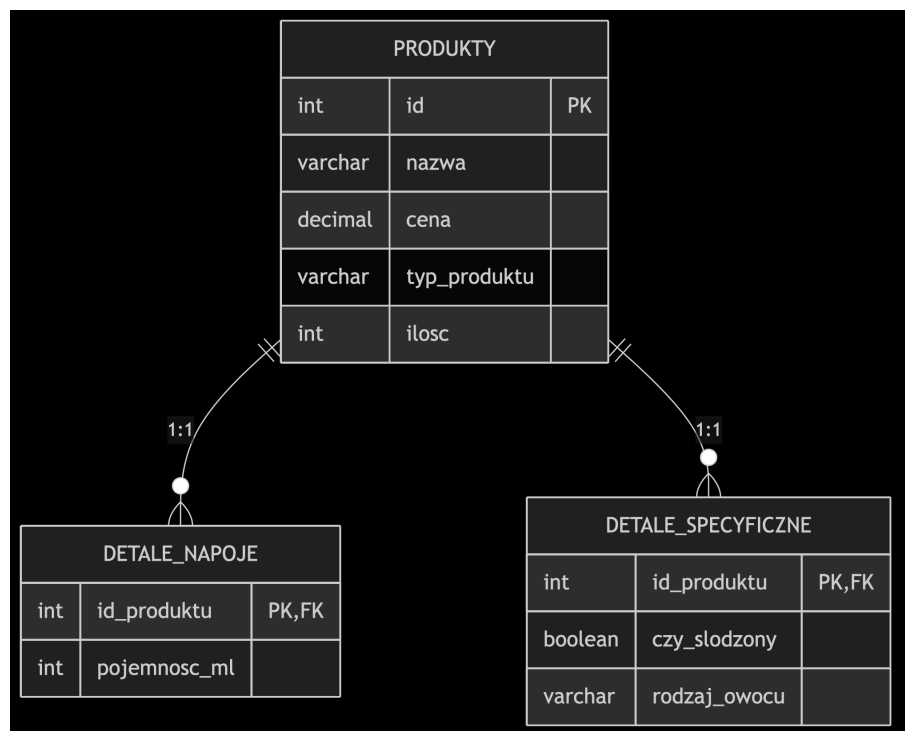 PRODUKTY
int id PK
varchar nazwa
decimal cena
varchar typ_produktu
int ilosc
1:1
1:1
DETALE_NAPOJE
int id_produktu PK,FK
int pojemnosc_ml
DETALE_SPECYFICZNE
int id_produktu PK,FK
boolean czy_slodzony
varchar rodzaj_owocu